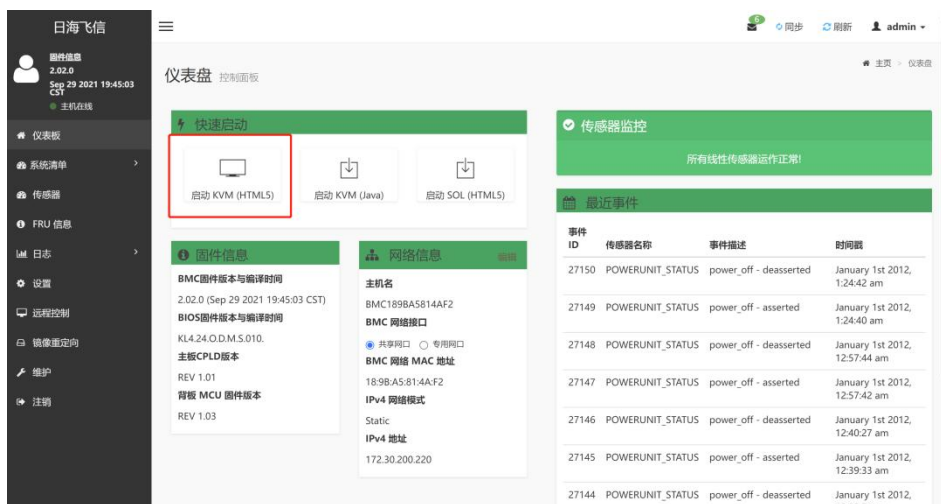 日海飞信
固件信息
2.02.0
Sep 29 2021 19:45:03
CST
主机在线
仪表板
系统清单
传感器
FRU 信息
日志
设置
远程控制
镜像重定向
维护
注销
6
同步
刷新
admin
仪表盘 控制面板
主页 > 仪表盘
快速启动
启动 KVM (HTML5)
启动 KVM (Java)
启动 SOL (HTML5)
固件信息
BMC固件版本与编译时间
2.02.0 (Sep 29 2021 19:45:03 CST)
BIOS固件版本与编译时间
KL4.24.O.D.M.S.010.
主板CPLD版本
REV 1.01
背板 MCU 固件版本
REV 1.03
网络信息 编辑
主机名
BMC189BA5814AF2
BMC 网络接口
共享网口 专用网口
BMC 网络 MAC 地址
18:9B:A5:81:4A:F2
IPv4 网络模式
Static
IPv4 地址
172.30.200.220
传感器监控
所有线性传感器运作正常!
最近事件
事件
ID 传感器名称 事件描述 时间戳
27150 POWERUNIT_STATUS power_off - deasserted January 1st 2012,
1:24:42 am
27149 POWERUNIT_STATUS power_off - asserted January 1st 2012,
1:24:40 am
27148 POWERUNIT_STATUS power_off - deasserted January 1st 2012,
12:57:44 am
27147 POWERUNIT_STATUS power_off - asserted January 1st 2012,
12:57:42 am
27146 POWERUNIT_STATUS power_off - deasserted January 1st 2012,
12:40:27 am
27145 POWERUNIT_STATUS power_off - asserted January 1st 2012,
12:39:33 am
27144 POWERUNIT_STATUS power_off - deasserted January 1st 2012,